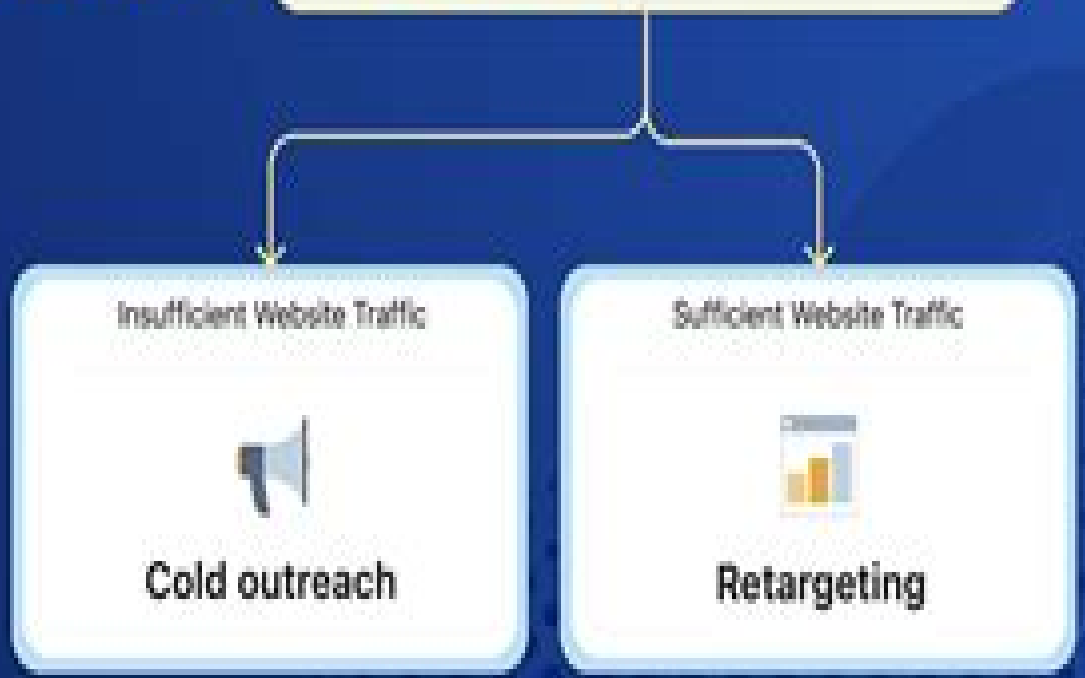 Insufficient Website Traffic
Cold outreach
Sufficient Website Traffic
Retargeting